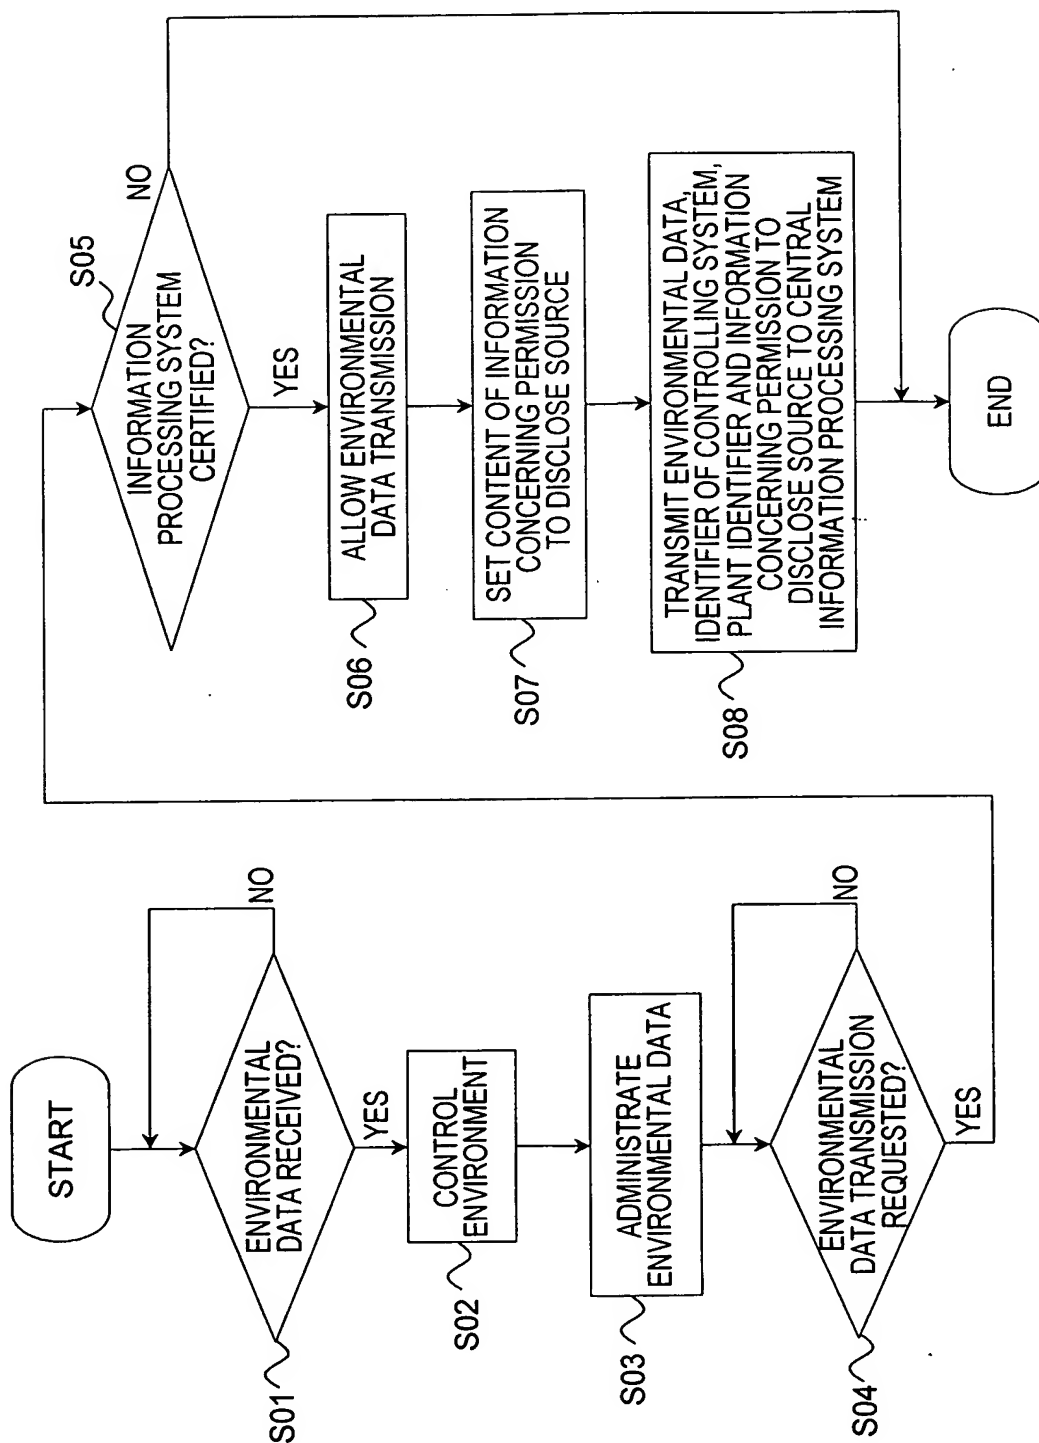 START
ENVIRONMENTAL
DATA RECEIVED?
NO
S01
YES
CONTROL
ENVIRONMENT
S02
ADMINISTRATE
ENVIRONMENTAL DATA
S03
ENVIRONMENTAL
DATA TRANSMISSION
REQUESTED?
NO
S04
YES
S05
INFORMATION
PROCESSING SYSTEM
CERTIFIED?
NO
YES
ALLOW ENVIRONMENTAL
DATA TRANSMISSION
S06
SET CONTENT OF INFORMATION
CONCERNING PERMISSION
TO DISCLOSE SOURCE
S07
TRANSMIT ENVIRONMENTAL DATA,
IDENTIFIER OF CONTROLLING SYSTEM,
PLANT IDENTIFIER AND INFORMATION
CONCERNING PERMISSION TO
DISCLOSE SOURCE TO CENTRAL
INFORMATION PROCESSING SYSTEM
S08
END